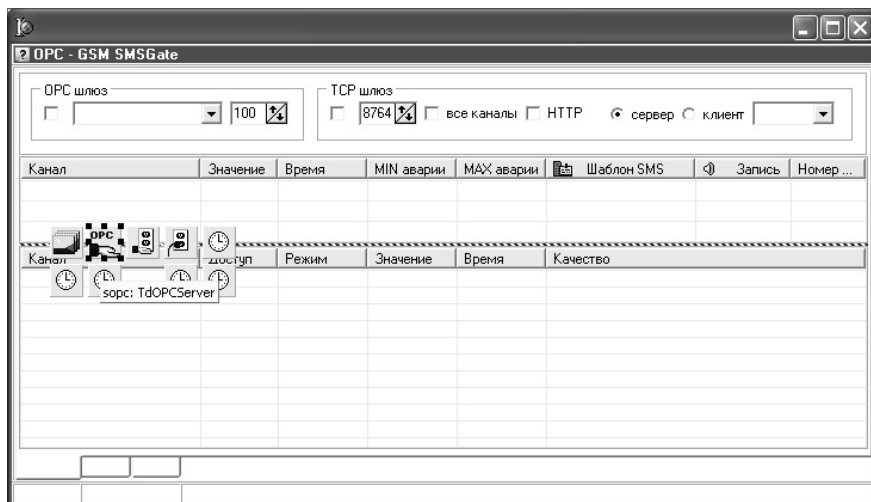 OPC - GSM SMSGate
OPC шлюз
TCP шлюз
100
8764
все каналы
HTTP
сервер
клиент
Канал Значение Время MIN аварии MAX аварии Шаблон SMS Запись Номер ...
OPC
Канал Доступ Режим Значение Время Качество
sopc: TdOPCServer